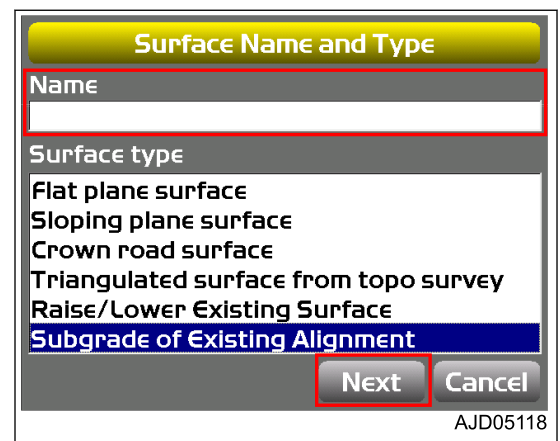 Surface Name and Type
Name
Surface type
Flat plane surface
Sloping plane surface
Crown road surface
Triangulated surface from topo survey
Raise/Lower Existing Surface
Subgrade of Existing Alignment
Next Cancel
AJD05118